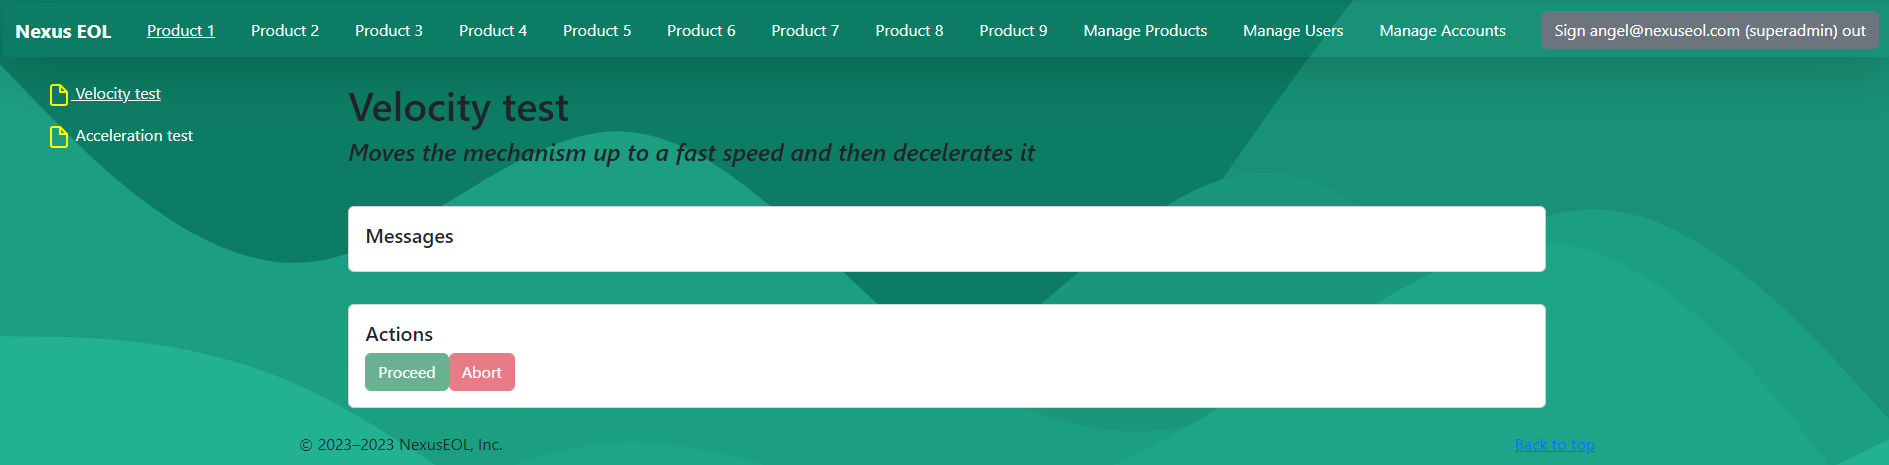 Nexus EOL Product 1 Product 2 Product 3 Product 4 Product 5 Product 6 Product 7 Product 8 Product 9 Manage Products Manage Users Manage Accounts Sign angel@nexuseol.com (superadmin) out
Velocity test
Acceleration test
Velocity test
Moves the mechanism up to a fast speed and then decelerates it
Messages
Actions
Proceed Abort
© 2023–2023 NexusEOL, Inc. Back to top